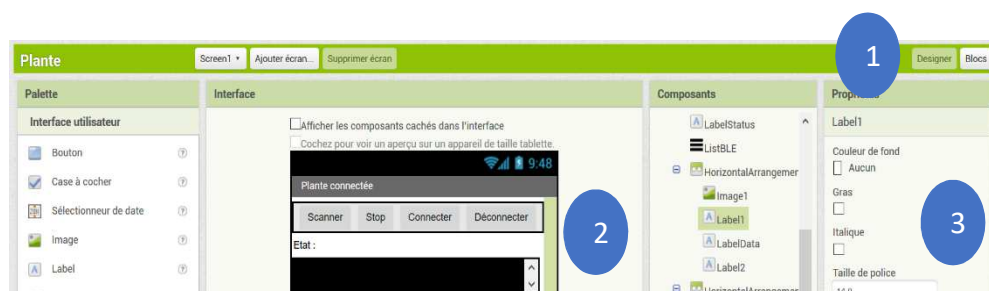 1
Plante
Screen1
Ajouter écran...
Supprimer écran
Designer
Blocs
Palette
Interface
Composants
Interface utilisateur
Bouton
Case à cocher
Sélectionneur de date
Image
Label
Afficher les composants cachés dans l'interface
Cochez pour voir un aperçu sur un appareil de taille tablette.
9:48
Plante connectée
Scanner
Stop
Connecter
Déconnecter
Etat :
2
LabelStatus
ListBLE
HorizontalArrangemer
Image1
Label1
LabelData
Label2
Label1
Couleur de fond
Aucun
Gras
Italique
Taille de police
3